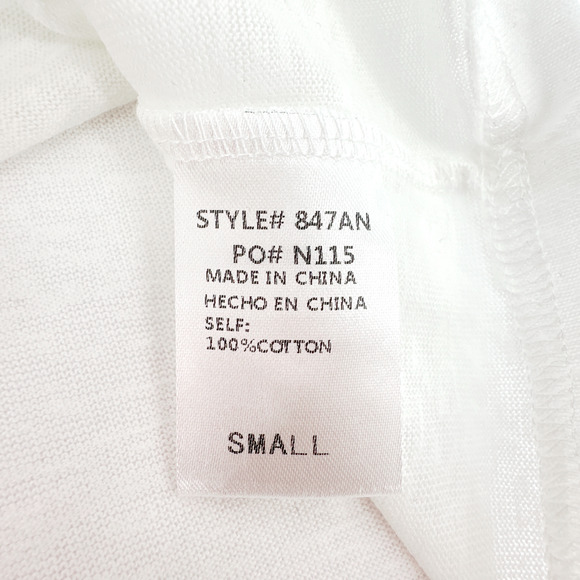 STYLE# 847AN
PO# N115
MADE IN CHINA
HECHO EN CHINA
SELF:
100%COTTON
SMALL